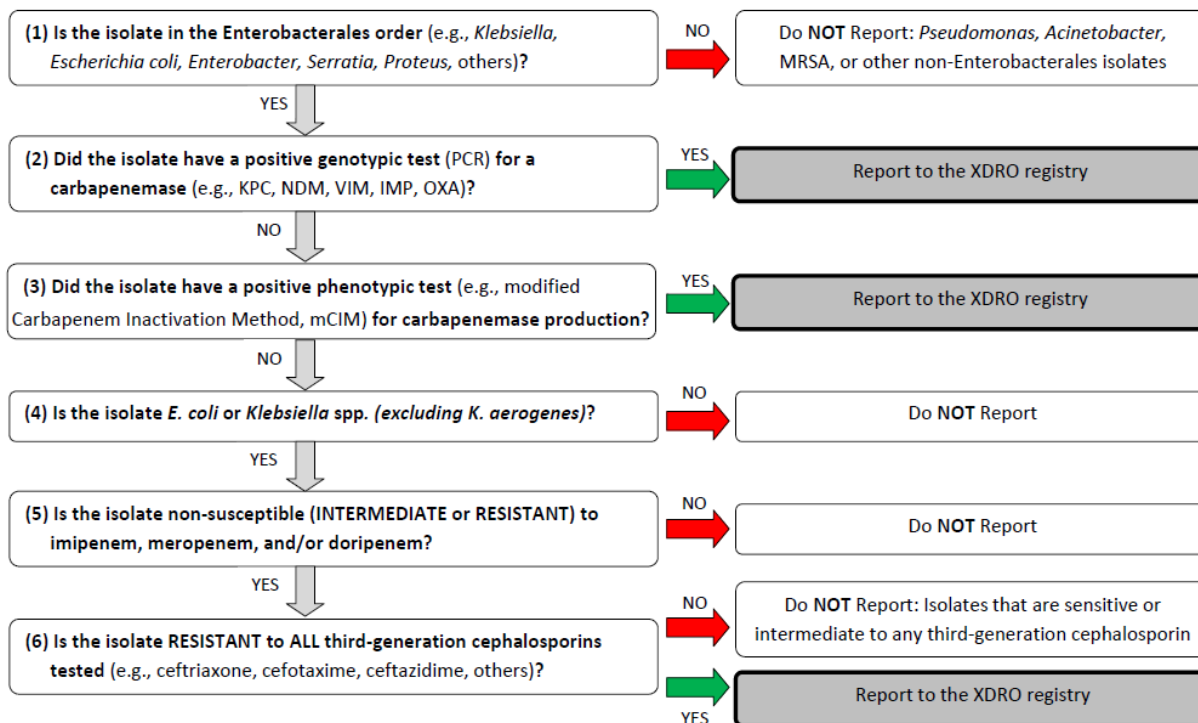 (1) Is the isolate in the Enterobacterales order (e.g., Klebsiella,
Escherichia coli, Enterobacter, Serratia, Proteus, others)?
NO
Do NOT Report: Pseudomonas, Acinetobacter,
MRSA, or other non-Enterobacterales isolates
YES
(2) Did the isolate have a positive genotypic test (PCR) for a
carbapenemase (e.g., KPC, NDM, VIM, IMP, OXA)?
YES
Report to the XDRO registry
NO
(3) Did the isolate have a positive phenotypic test (e.g., modified
Carbapenem Inactivation Method, mCIM) for carbapenemase production?
YES
Report to the XDRO registry
NO
(4) Is the isolate E. coli or Klebsiella spp. (excluding K. aerogenes)?
NO
Do NOT Report
YES
(5) Is the isolate non-susceptible (INTERMEDIATE or RESISTANT) to
imipenem, meropenem, and/or doripenem?
NO
Do NOT Report
YES
(6) Is the isolate RESISTANT to ALL third-generation cephalosporins
tested (e.g., ceftriaxone, cefotaxime, ceftazidime, others)?
NO
Do NOT Report: Isolates that are sensitive or
intermediate to any third-generation cephalosporin
YES
Report to the XDRO registry